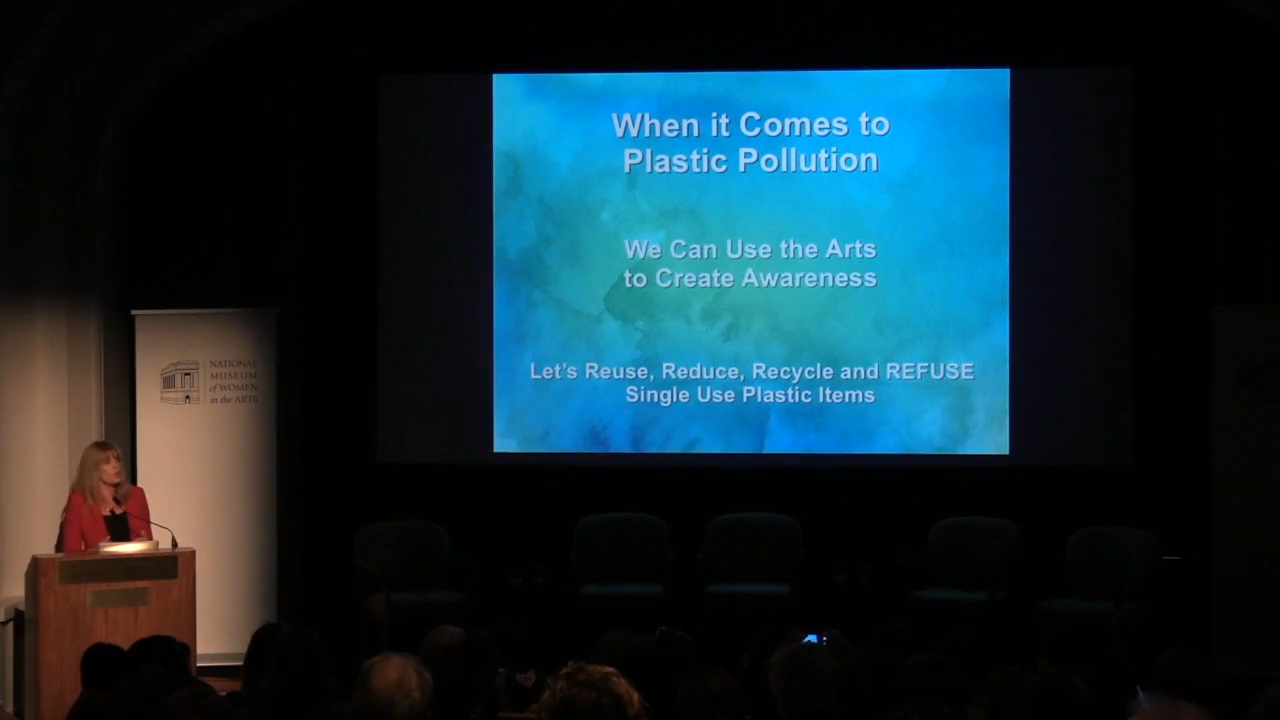 When it Comes to
Plastic Pollution
We Can Use the Arts
to Create Awareness
Let's Reuse, Reduce, Recycle and REFUSE
Single Use Plastic Items
NATIONAL
MUSEUM
of WOMEN
in the ARTS